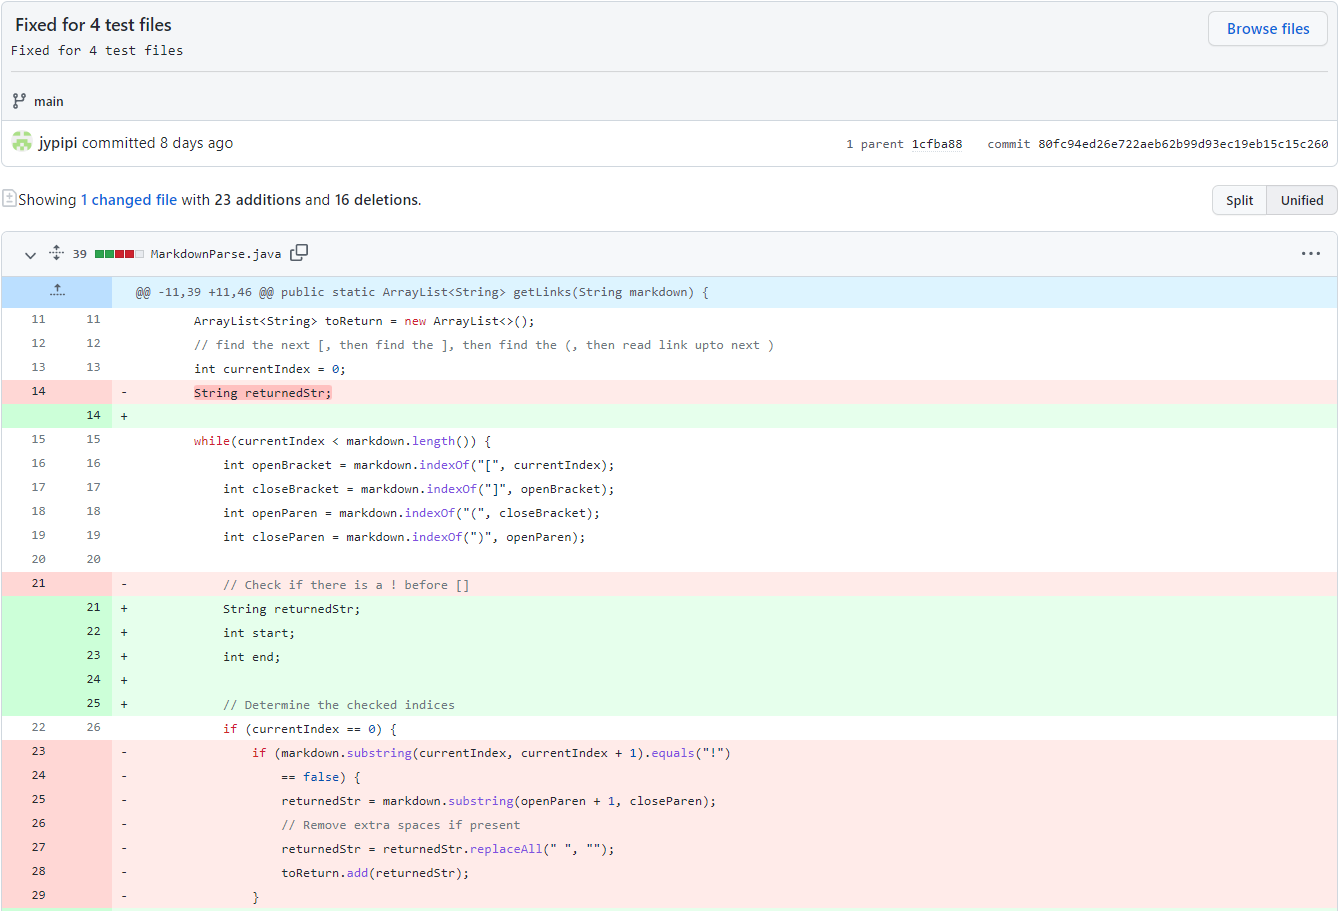 Fixed for 4 test files
Browse files
Fixed for 4 test files
main
jypipi committed 8 days ago
1 parent 1cfba88 commit 80fc94ed26e722aeb62b99d93ec19eb15c15c260
Showing 1 changed file with 23 additions and 16 deletions.
Split Unified
39 MarkdownParse.java
@@ -11,39 +11,46 @@ public static ArrayList<String> getLinks(String markdown) {
11 11 ArrayList<String> toReturn = new ArrayList<>();
12 12 // find the next [, then find the ], then find the (, then read link upto next )
13 13 int currentIndex = 0;
14 - String returnedStr;
14 +
15 15 while(currentIndex < markdown.length()) {
16 16 int openBracket = markdown.indexOf("[", currentIndex);
17 17 int closeBracket = markdown.indexOf("]", openBracket);
18 18 int openParen = markdown.indexOf("(", closeBracket);
19 19 int closeParen = markdown.indexOf(")", openParen);
20 20
21 - // Check if there is a ! before []
21 + String returnedStr;
22 + int start;
23 + int end;
24 +
25 + // Determine the checked indices
22 26 if (currentIndex == 0) {
23 - if (markdown.substring(currentIndex, currentIndex + 1).equals("!")
24 - == false) {
25 - returnedStr = markdown.substring(openParen + 1, closeParen);
26 - // Remove extra spaces if present
27 - returnedStr = returnedStr.replaceAll(" ", "");
28 - toReturn.add(returnedStr);
29 - }